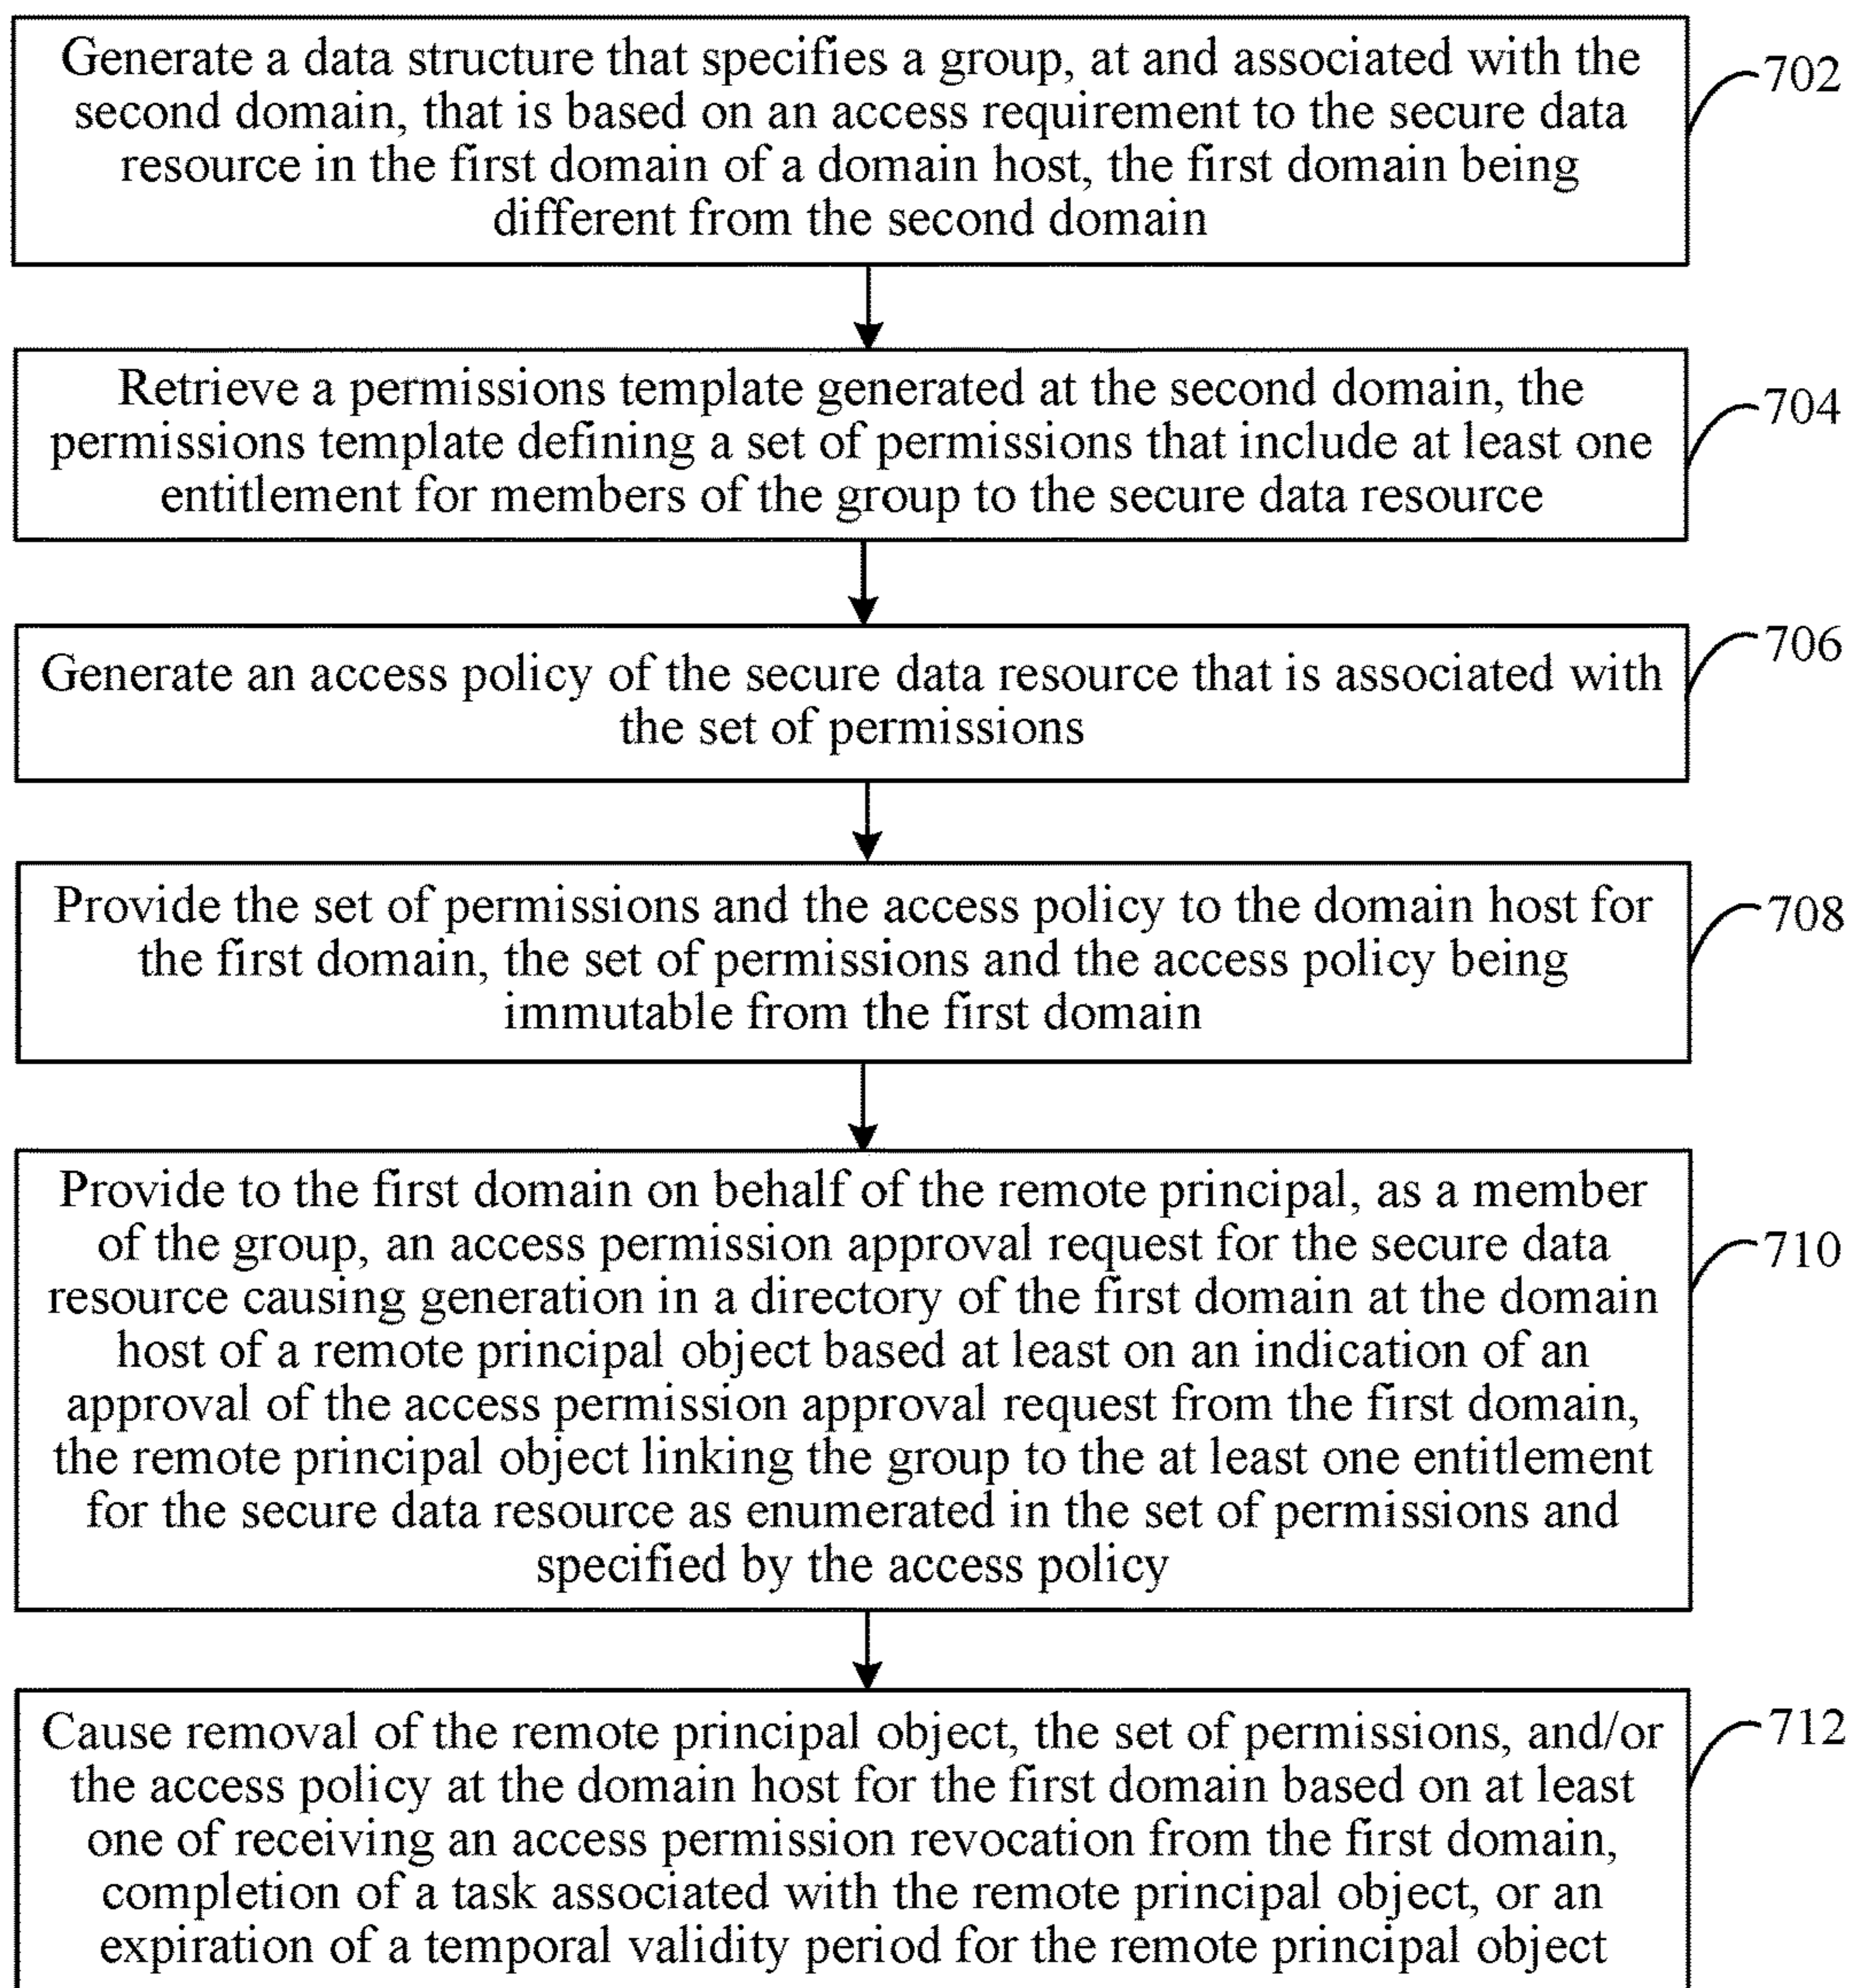 Generate a data structure that specifies a group, at and associated with the
second domain, that is based on an access requirement to the secure data
resource in the first domain of a domain host, the first domain being
different from the second domain
702
Retrieve a permissions template generated at the second domain, the
permissions template defining a set of permissions that include at least one
entitlement for members of the group to the secure data resource
704
Generate an access policy of the secure data resource that is associated with
the set of permissions
706
Provide the set of permissions and the access policy to the domain host for
the first domain, the set of permissions and the access policy being
immutable from the first domain
708
Provide to the first domain on behalf of the remote principal, as a member
of the group, an access permission approval request for the secure data
resource causing generation in a directory of the first domain at the domain
host of a remote principal object based at least on an indication of an
approval of the access permission approval request from the first domain,
the remote principal object linking the group to the at least one entitlement
for the secure data resource as enumerated in the set of permissions and
specified by the access policy
710
Cause removal of the remote principal object, the set of permissions, and/or
the access policy at the domain host for the first domain based on at least
one of receiving an access permission revocation from the first domain,
completion of a task associated with the remote principal object, or an
expiration of a temporal validity period for the remote principal object
712